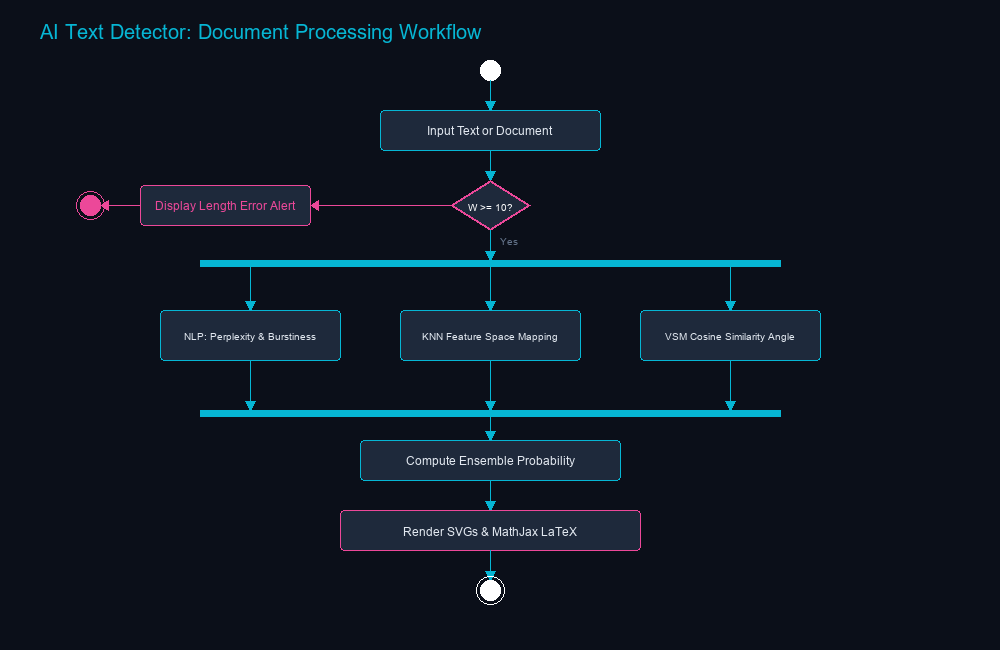 AI Text Detector: Document Processing Workflow
Input Text or Document
Display Length Error Alert
W >= 10?
Yes
NLP: Perplexity & Burstiness
KNN Feature Space Mapping
VSM Cosine Similarity Angle
Compute Ensemble Probability
Render SVGs & MathJax LaTeX